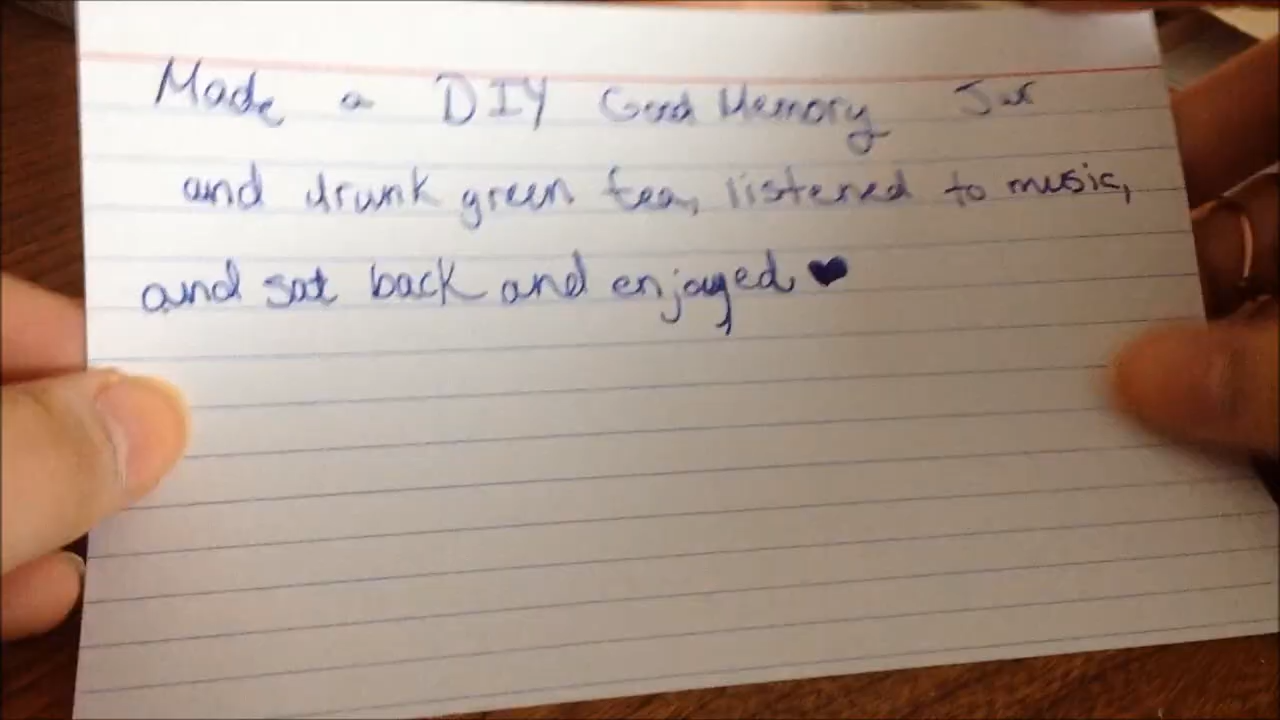 Made a DIY Good Memory Jar
and drunk green tea, listened to music,
and sat back and enjoyed ♥